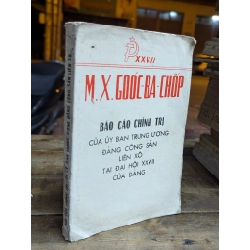 XXVII
M.X. GOÓC-BA-CHỐP
BÁO CÁO CHÍNH TRỊ
CỦA ỦY BAN TRUNG ƯƠNG
ĐẢNG CỘNG SẢN
LIÊN XÔ
TẠI ĐẠI HỘI XXVII
CỦA ĐẢNG